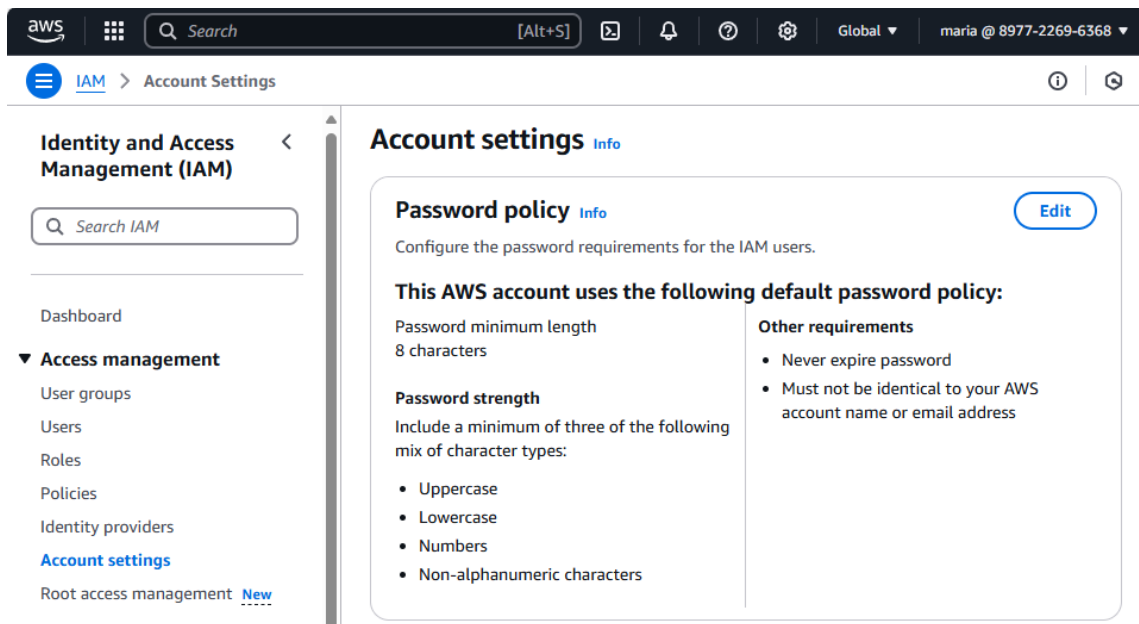 aws
Search [Alt+S]
Global ▼
maria @ 8977-2269-6368 ▼
IAM > Account Settings
Identity and Access
Management (IAM)
Search IAM
Dashboard
▼ Access management
User groups
Users
Roles
Policies
Identity providers
Account settings
Root access management New
Account settings Info
Password policy Info
Edit
Configure the password requirements for the IAM users.
This AWS account uses the following default password policy:
Password minimum length
8 characters
Password strength
Include a minimum of three of the following
mix of character types:
• Uppercase
• Lowercase
• Numbers
• Non-alphanumeric characters
Other requirements
• Never expire password
• Must not be identical to your AWS
account name or email address